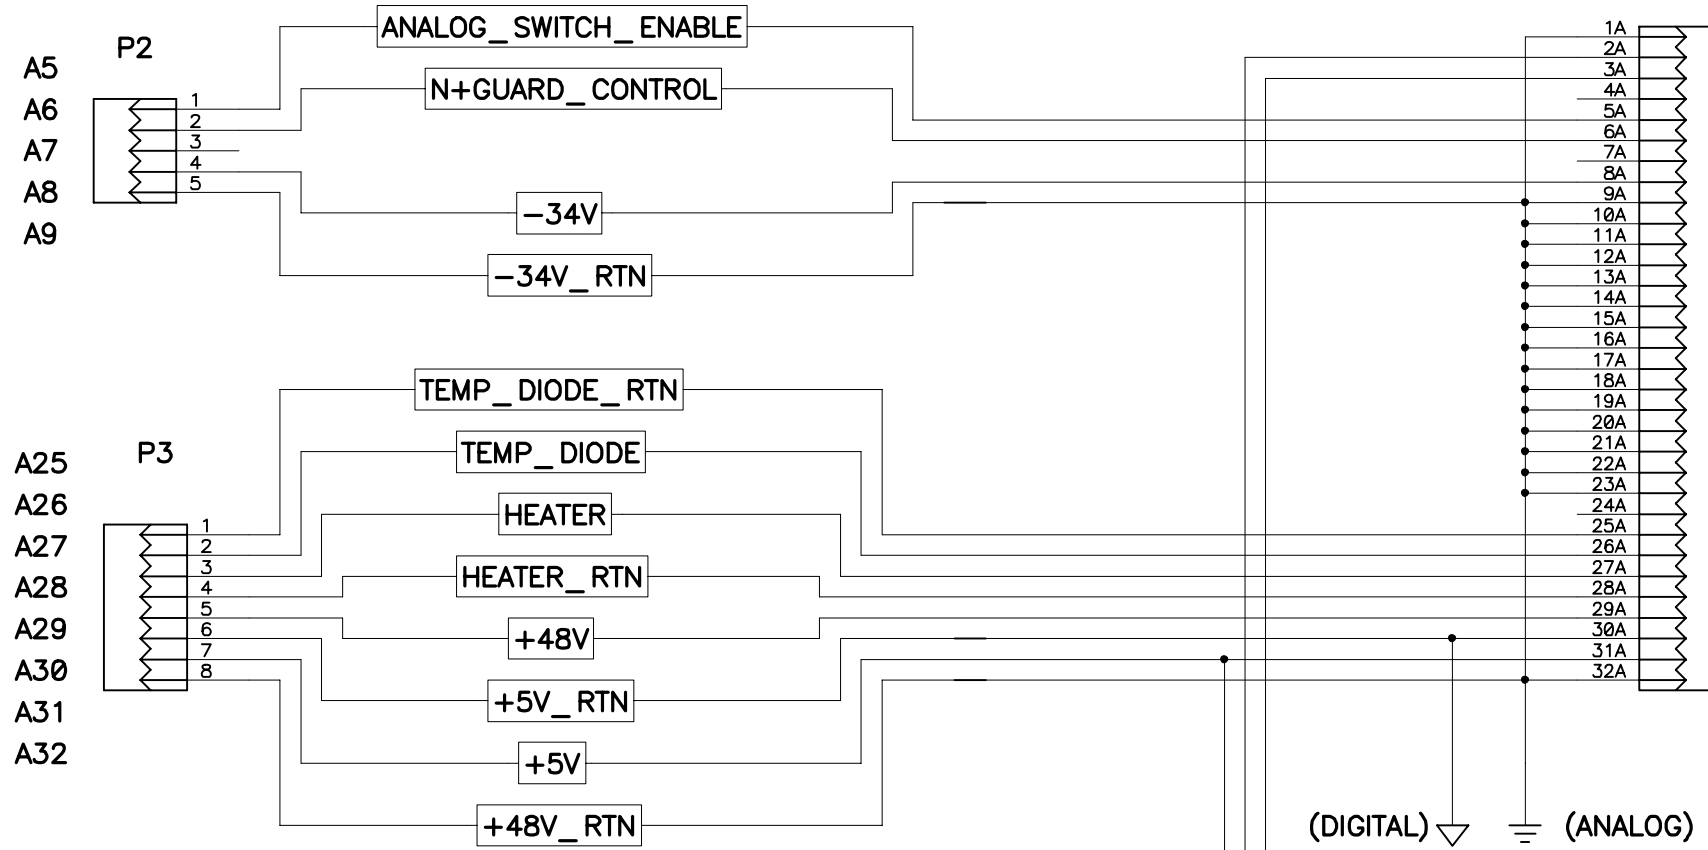 P2
A5
A6
A7
A8
A9
1
2
3
4
5
ANALOG_SWITCH_ENABLE
N+GUARD_CONTROL
-34V
-34V_RTN
P3
A25
A26
A27
A28
A29
A30
A31
A32
1
2
3
4
5
6
7
8
TEMP_DIODE_RTN
TEMP_DIODE
HEATER
HEATER_RTN
+48V
+5V_RTN
+5V
+48V_RTN
1A
2A
3A
4A
5A
6A
7A
8A
9A
10A
11A
12A
13A
14A
15A
16A
17A
18A
19A
20A
21A
22A
23A
24A
25A
26A
27A
28A
29A
30A
31A
32A
(DIGITAL)
(ANALOG)